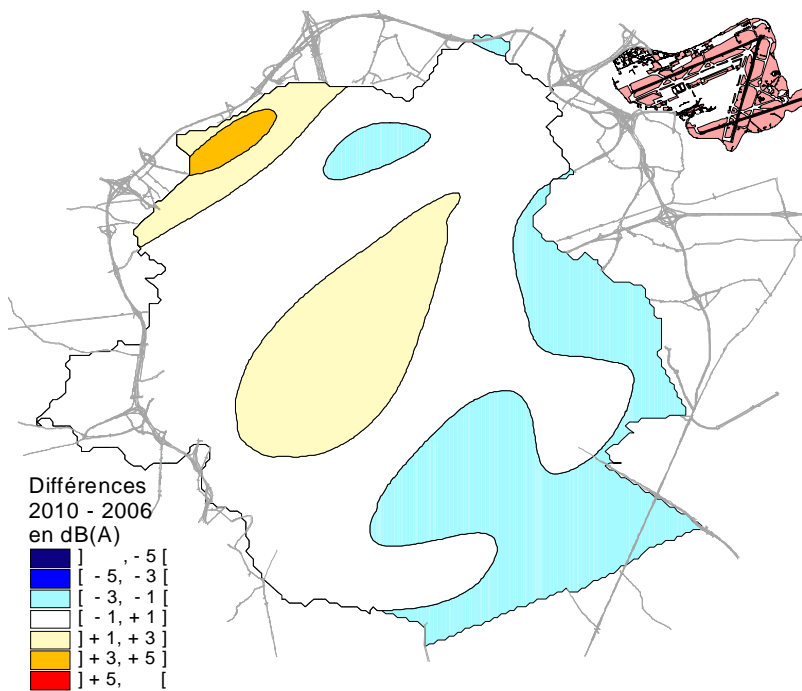 Différences
2010 - 2006
en dB(A)
] , - 5 [
[ - 5, - 3 [
[ - 3, - 1 [
[ - 1, + 1 ]
] + 1, + 3 ]
] + 3, + 5 ]
] + 5, [